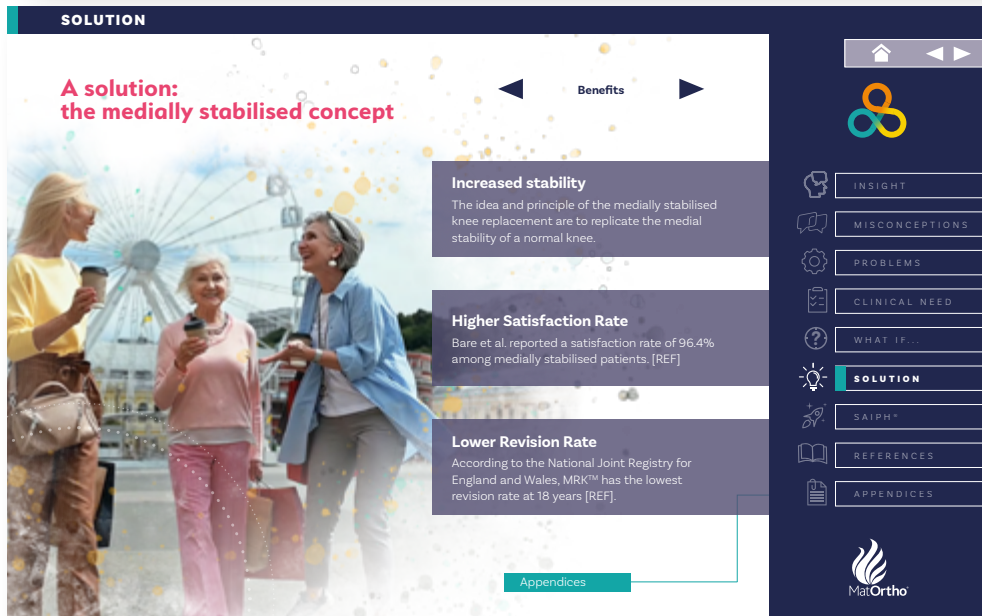 SOLUTION
A solution:
the medially stabilised concept
Benefits
Increased stability
The idea and principle of the medially stabilised
knee replacement are to replicate the medial
stability of a normal knee.
Higher Satisfaction Rate
Bare et al. reported a satisfaction rate of 96.4%
among medially stabilised patients. [REF]
Lower Revision Rate
According to the National Joint Registry for
England and Wales, MRK™ has the lowest
revision rate at 18 years [REF].
Appendices
INSIGHT
MISCONCEPTIONS
PROBLEMS
CLINICAL NEED
WHAT IF...
SOLUTION
SAIPH®
REFERENCES
APPENDICES
MatOrtho®